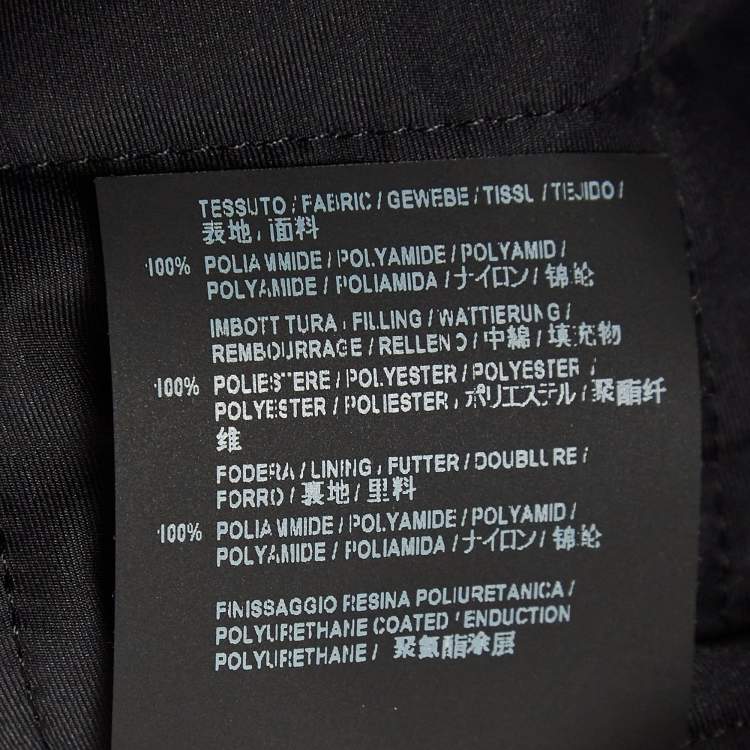 TESSUTO / FABRIC / GEWEBE / TISSU / TEJIDO /
表地 / 面料
100% POLIAMMIDE / POLYAMIDE / POLYAMID /
POLYAMIDE / POLIAMIDA / ナイロン / 锦纶
IMBOTTITURA / FILLING / WATTIERUNG /
REMBOURRAGE / RELLENO / 中綿 / 填充物
100% POLIESTERE / POLYESTER / POLYESTER /
POLYESTER / POLIESTER / ポリエステル / 聚酯纤
维
FODERA / LINING / FUTTER / DOUBLURE /
FORRO / 裏地 / 里料
100% POLIAMMIDE / POLYAMIDE / POLYAMID /
POLYAMIDE / POLIAMIDA / ナイロン / 锦纶
FINISSAGGIO RESINA POLIURETANICA /
POLYURETHANE COATED / ENDUCTION
POLYURETHANE / 聚氨酯涂层